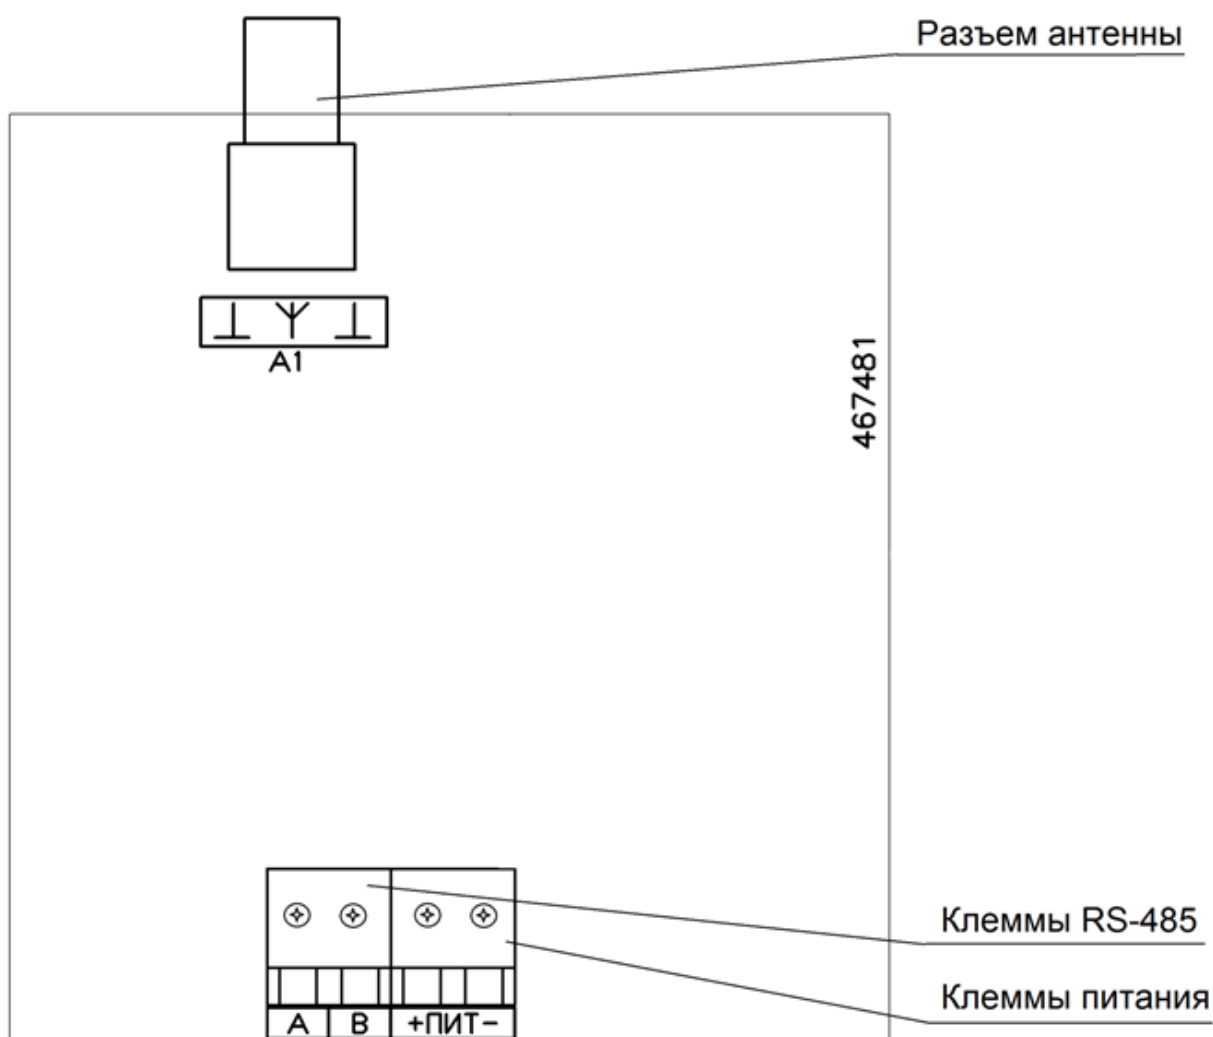 Разъем антенны
A1
467481
Клеммы RS-485
Клеммы питания
A B +ПИТ-